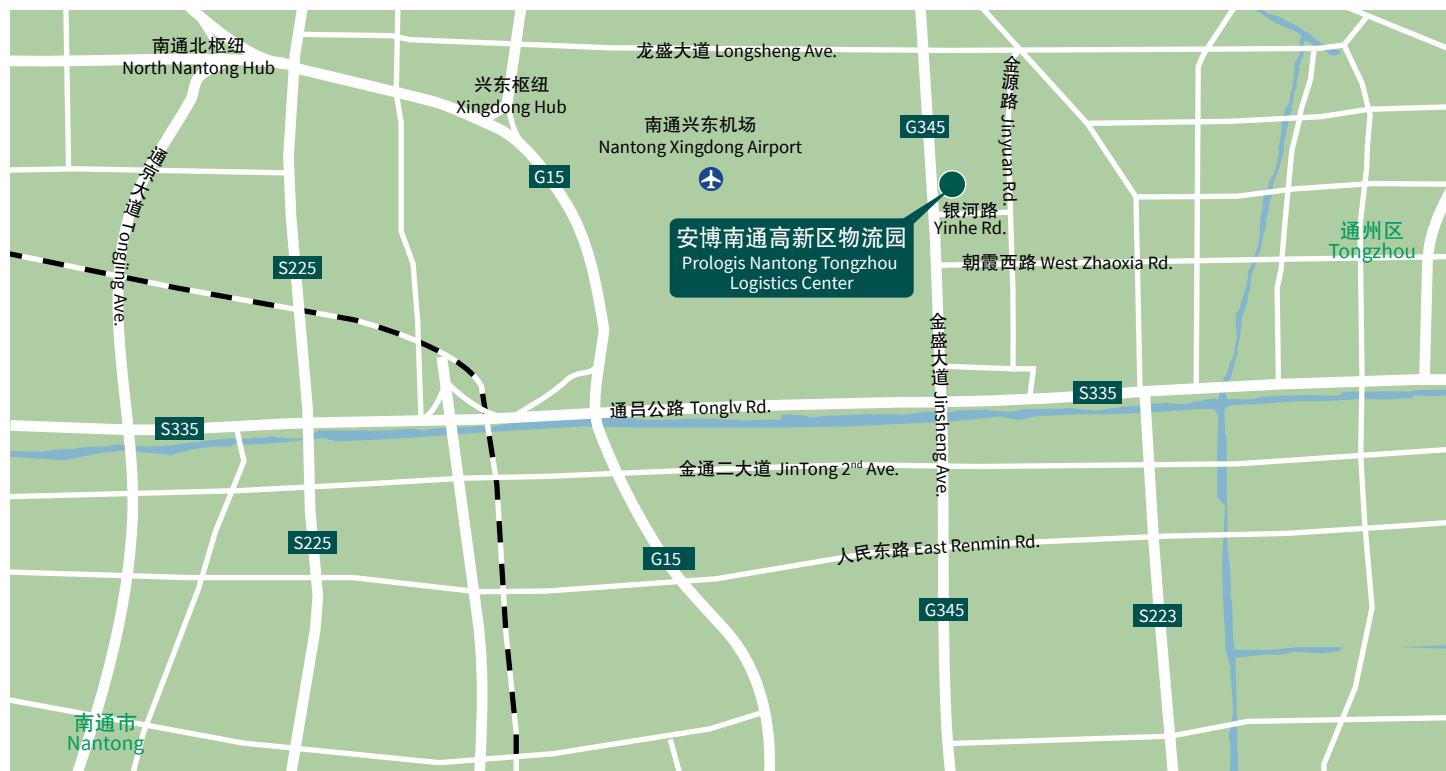 南通北枢纽
North Nantong Hub
龙盛大道 Longsheng Ave.
兴东枢纽
Xingdong Hub
金源路 Jinyuan Rd.
南通兴东机场
Nantong Xingdong Airport
G345
通京大道 Tongjing Ave.
G15
银河路
Yinhe Rd.
安博南通高新区物流园
Prologis Nantong Tongzhou
Logistics Center
通州区
Tongzhou
S225
朝霞西路 West Zhaoxia Rd.
金盛大道 Jinsheng Ave.
S335
通吕公路 Tonglv Rd.
S335
金通二大道 JinTong 2nd Ave.
S225
G15
人民东路 East Renmin Rd.
G345
S223
南通市
Nantong